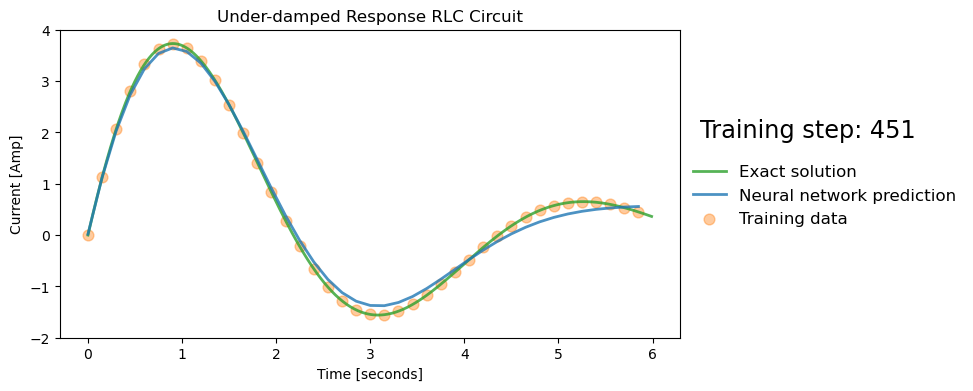 Under-damped Response RLC Circuit
Current [Amp]
4
3
2
1
0
−1
−2
0 1 2 3 4 5 6
Time [seconds]
Training step: 451
Exact solution
Neural network prediction
Training data